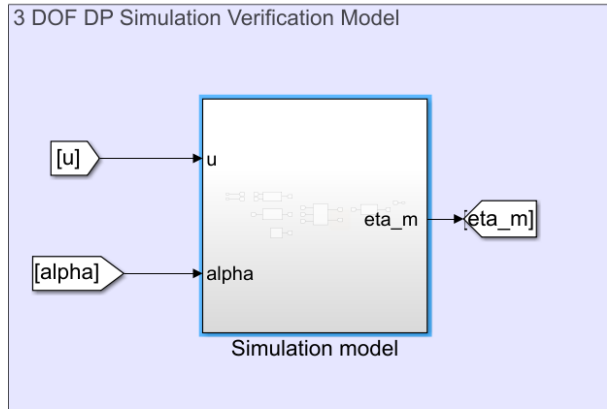 3 DOF DP Simulation Verification Model
[u]
u
eta_m
[eta_m]
[alpha]
alpha
Simulation model